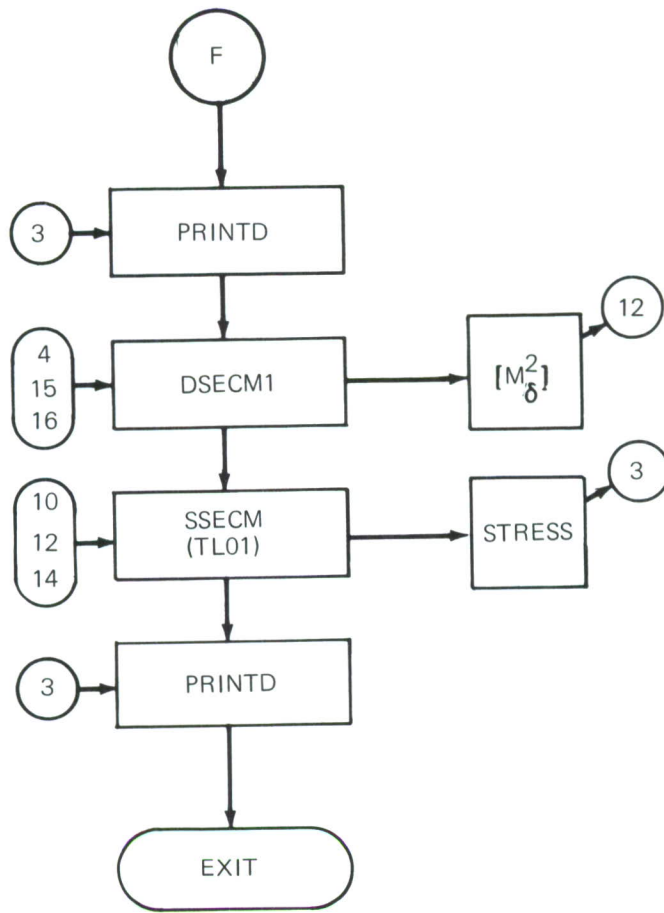 F
3
PRINTD
12
4
15
16
DSECM1
[M²δ]
3
10
12
14
SSECM
(TL01)
STRESS
3
PRINTD
EXIT